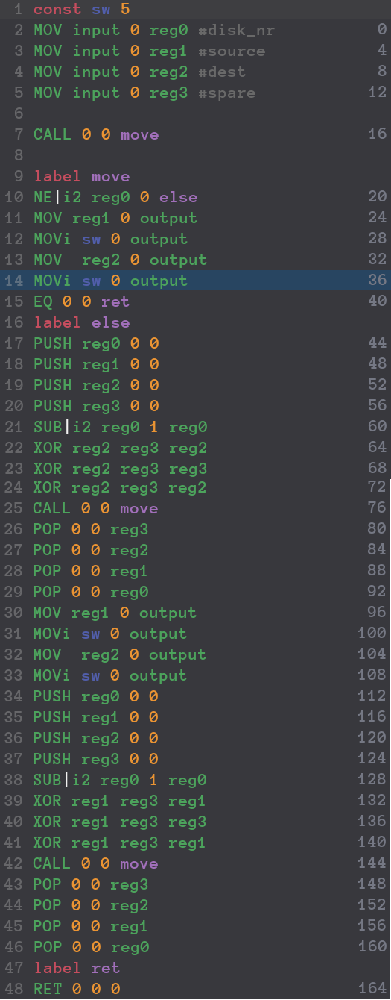 1 const sw 5
2 MOV input 0 reg0 #disk_nr 0
3 MOV input 0 reg1 #source 4
4 MOV input 0 reg2 #dest 8
5 MOV input 0 reg3 #spare 12
6
7 CALL 0 0 move 16
8
9 label move
10 NE|i2 reg0 0 else 20
11 MOV reg1 0 output 24
12 MOVi sw 0 output 28
13 MOV  reg2 0 output 32
14 MOVi sw 0 output 36
15 EQ 0 0 ret 40
16 label else
17 PUSH reg0 0 0 44
18 PUSH reg1 0 0 48
19 PUSH reg2 0 0 52
20 PUSH reg3 0 0 56
21 SUB|i2 reg0 1 reg0 60
22 XOR reg2 reg3 reg2 64
23 XOR reg2 reg3 reg3 68
24 XOR reg2 reg3 reg2 72
25 CALL 0 0 move 76
26 POP 0 0 reg3 80
27 POP 0 0 reg2 84
28 POP 0 0 reg1 88
29 POP 0 0 reg0 92
30 MOV reg1 0 output 96
31 MOVi sw 0 output 100
32 MOV  reg2 0 output 104
33 MOVi sw 0 output 108
34 PUSH reg0 0 0 112
35 PUSH reg1 0 0 116
36 PUSH reg2 0 0 120
37 PUSH reg3 0 0 124
38 SUB|i2 reg0 1 reg0 128
39 XOR reg1 reg3 reg1 132
40 XOR reg1 reg3 reg3 136
41 XOR reg1 reg3 reg1 140
42 CALL 0 0 move 144
43 POP 0 0 reg3 148
44 POP 0 0 reg2 152
45 POP 0 0 reg1 156
46 POP 0 0 reg0 160
47 label ret
48 RET 0 0 0 164